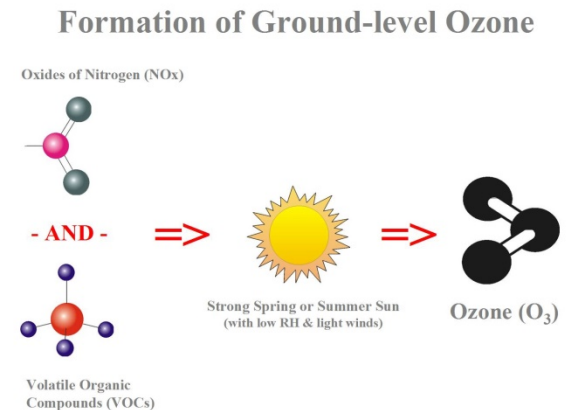 Formation of Ground-level Ozone
Oxides of Nitrogen (NOx)
- AND -
=>
=>
Strong Spring or Summer Sun
(with low RH & light winds)
Ozone (O₃)
Volatile Organic
Compounds (VOCs)